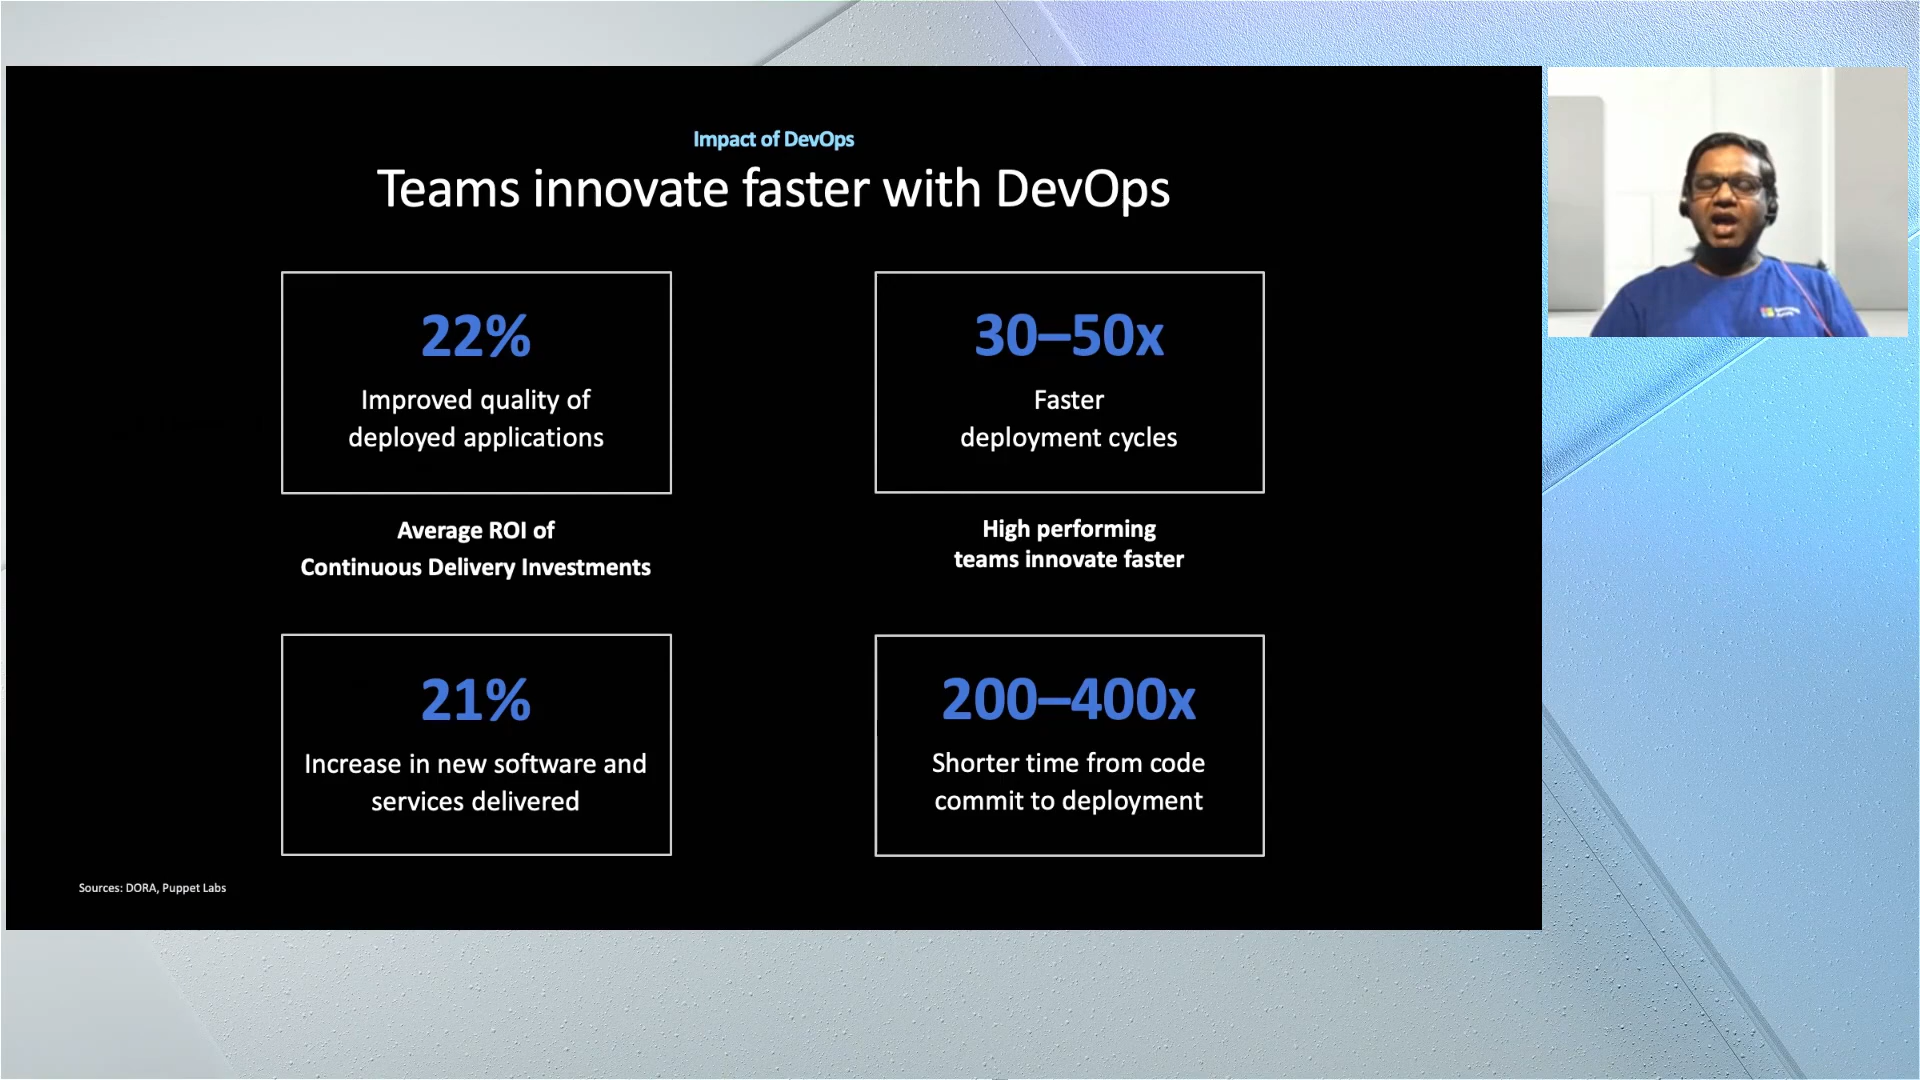 Impact of DevOps
Teams innovate faster with DevOps
22%
Improved quality of
deployed applications
Average ROI of
Continuous Delivery Investments
21%
Increase in new software and
services delivered
30–50x
Faster
deployment cycles
High performing
teams innovate faster
200–400x
Shorter time from code
commit to deployment
Sources: DORA, Puppet Labs